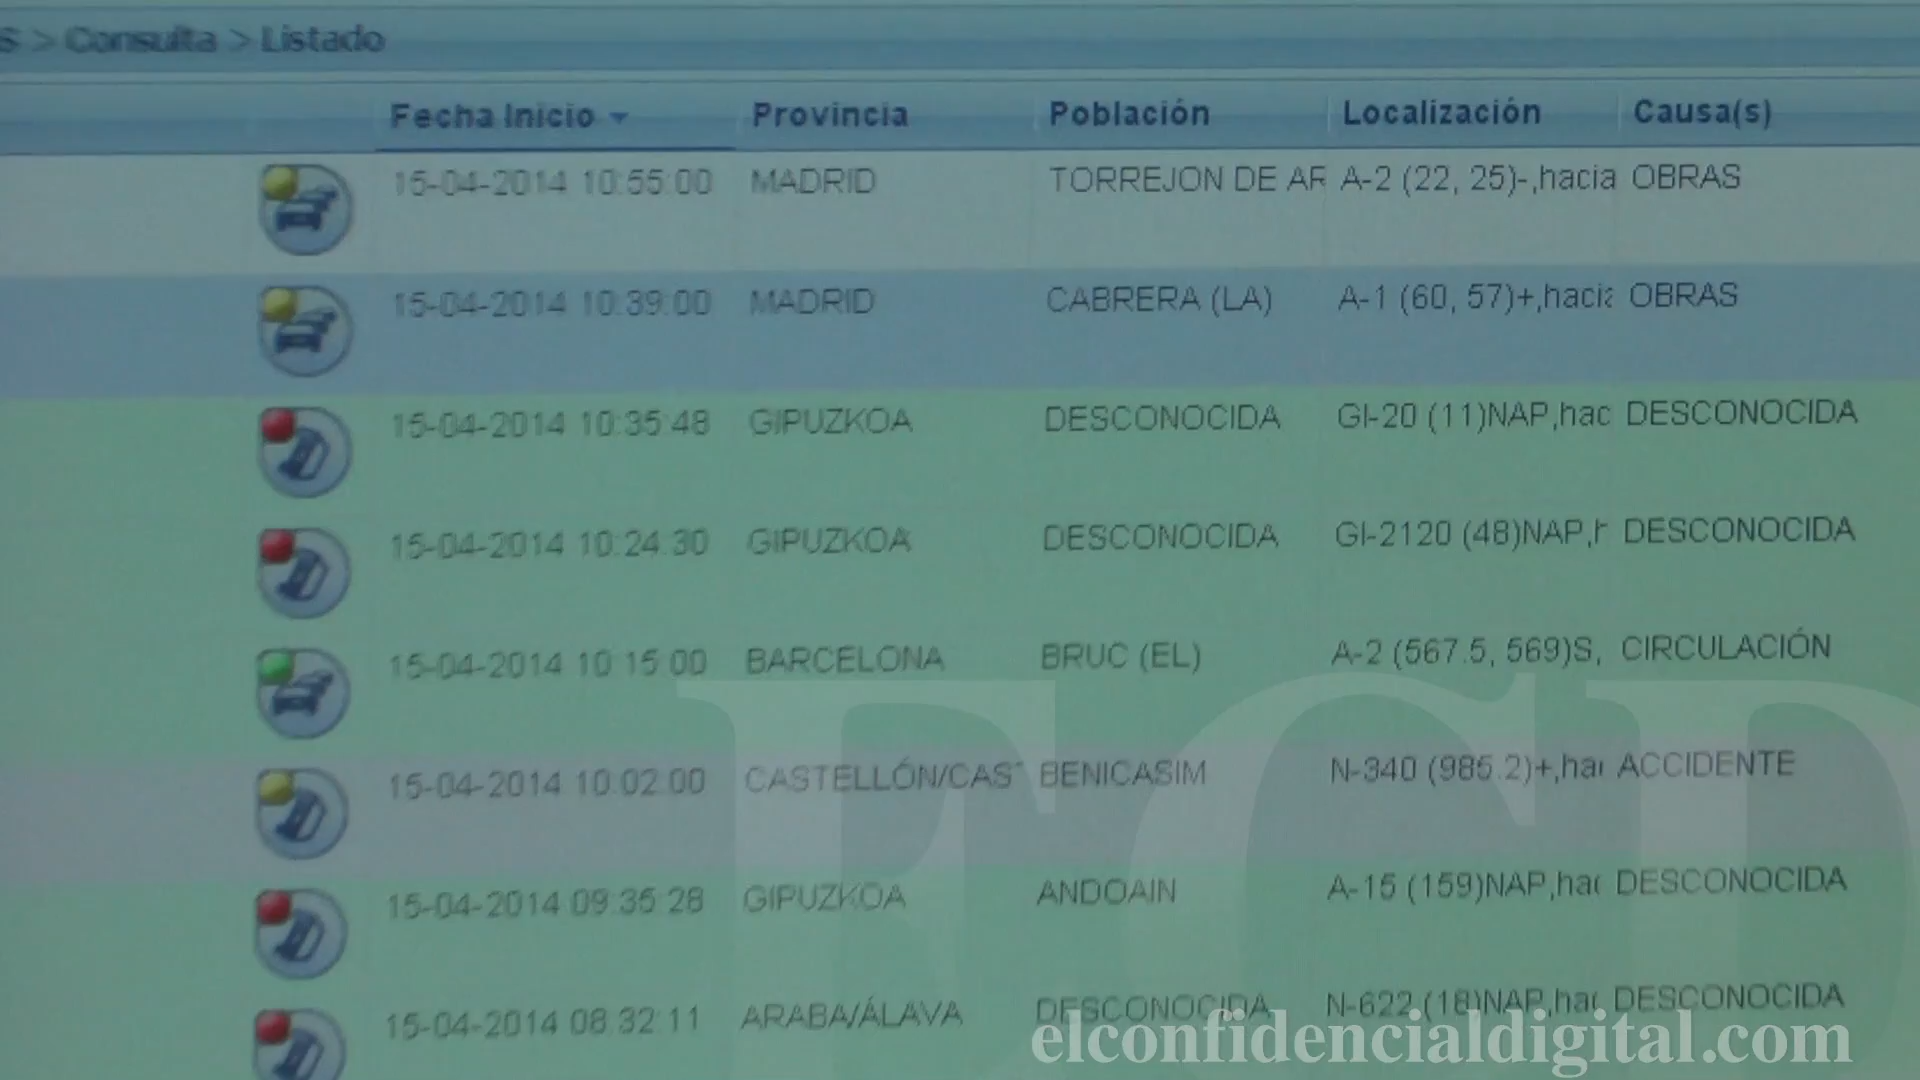 S > Consulta > Listado
Fecha Inicio Provincia Población Localización Causa(s)
15-04-2014 10:55:00 MADRID TORREJON DE AR A-2 (22, 25)-,hacia OBRAS
15-04-2014 10:39:00 MADRID CABRERA (LA) A-1 (60, 57)+,hacia OBRAS
15-04-2014 10:35:48 GIPUZKOA DESCONOCIDA GI-20 (11)NAP,hac DESCONOCIDA
15-04-2014 10:24:30 GIPUZKOA DESCONOCIDA GI-2120 (48)NAP,h DESCONOCIDA
15-04-2014 10:15:00 BARCELONA BRUC (EL) A-2 (567.5, 569)S, CIRCULACIÓN
15-04-2014 10:02:00 CASTELLÓN/CAS BENICASIM N-340 (985.2)+,ha ACCIDENTE
15-04-2014 09:35:28 GIPUZKOA ANDOAIN A-15 (159)NAP,ha DESCONOCIDA
15-04-2014 08:32:11 ARABA/ÁLAVA DESCONOCIDA N-622 (18)NAP,ha DESCONOCIDA
ECD
elconfidencialdigital.com